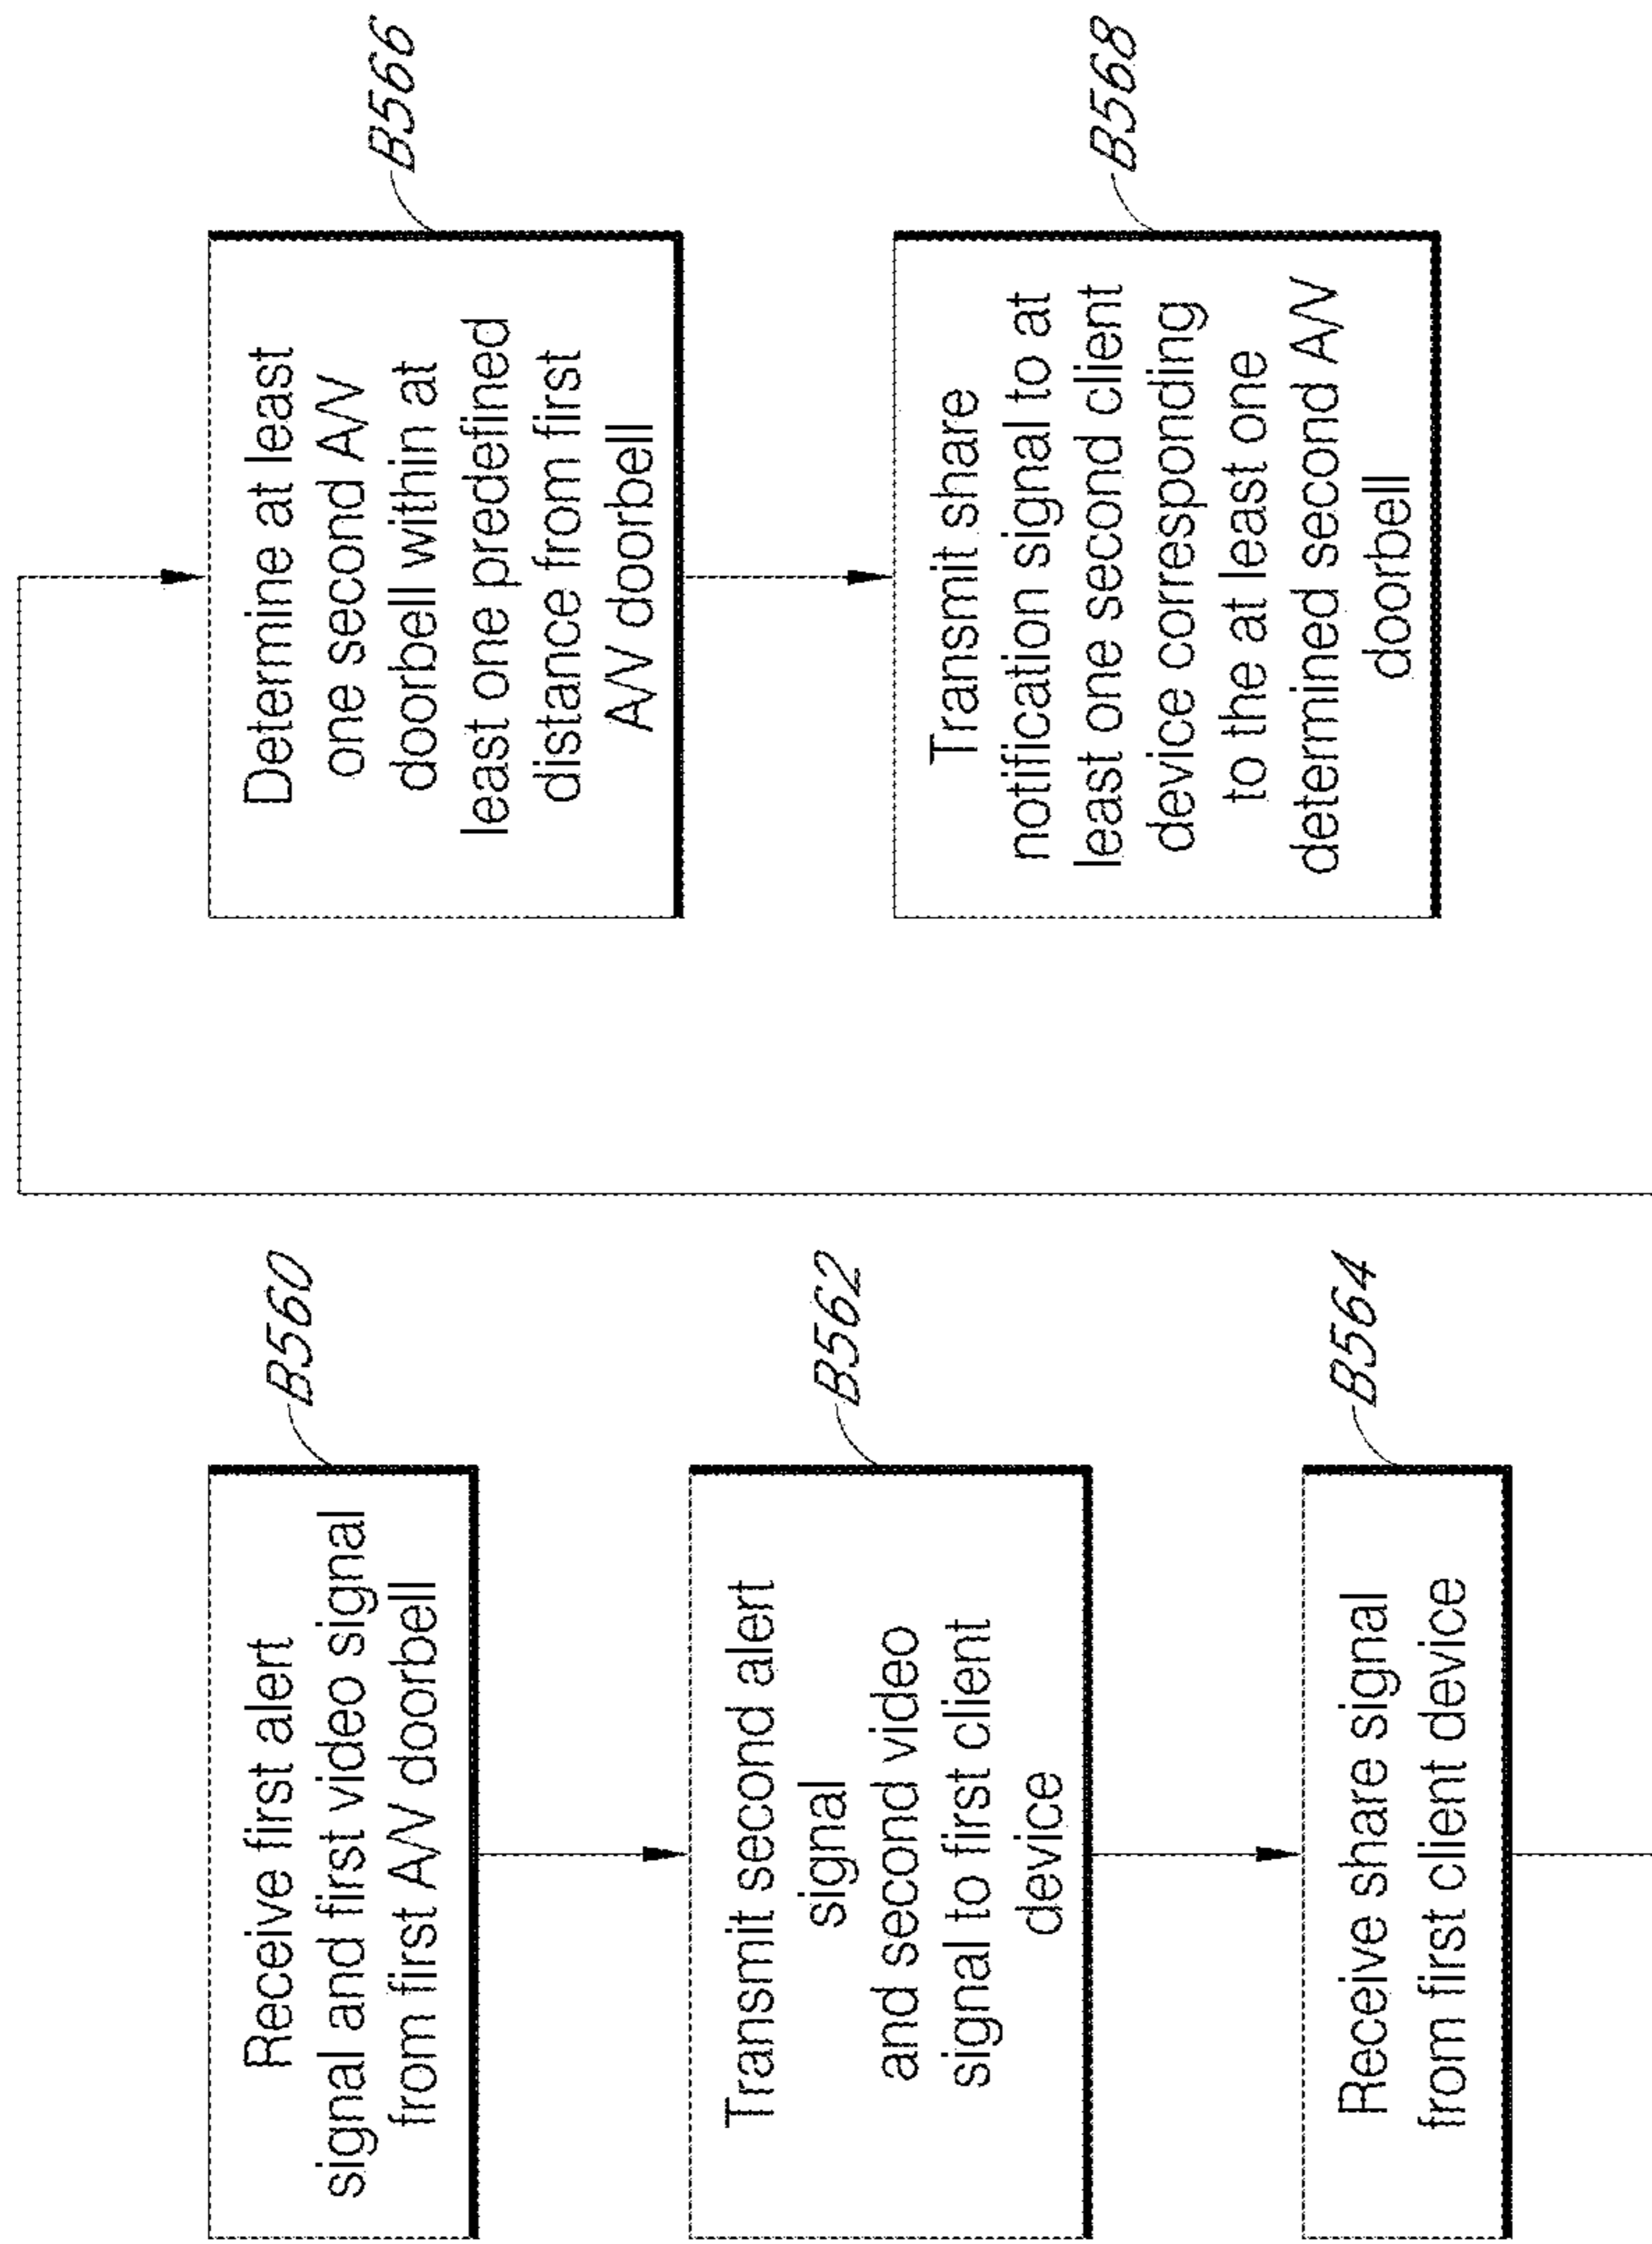 B560
Receive first alert
signal and first video signal
from first A/V doorbell
B562
Transmit second alert
signal
and second video
signal to first client
device
B564
Receive share signal
from first client device
B566
Determine at least
one second A/V
doorbell within at
least one predefined
distance from first
A/V doorbell
B568
Transmit share
notification signal to at
least one second client
device corresponding
to the at least one
determined second A/V
doorbell